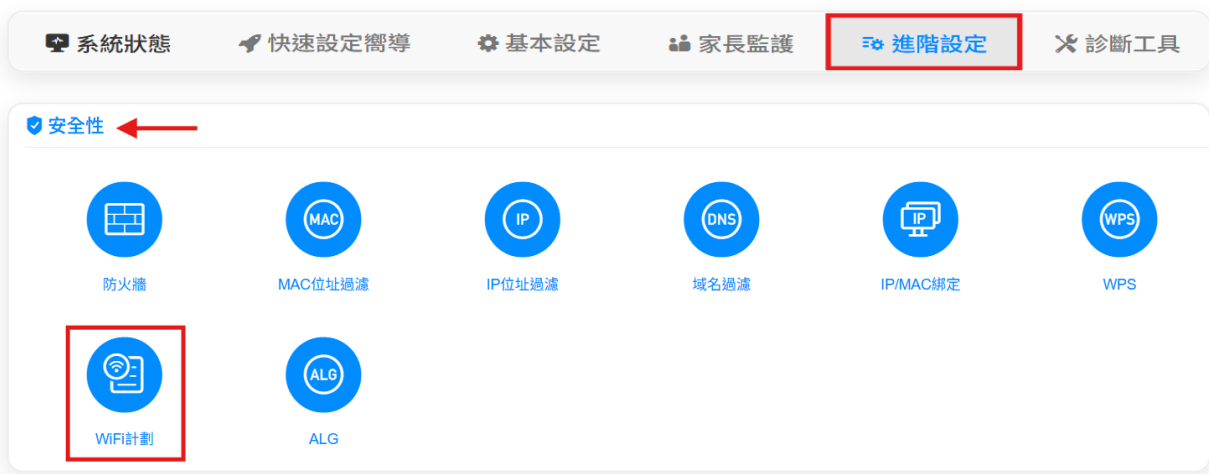 系統狀態 快速設定嚮導 基本設定 家長監護 進階設定 診斷工具
安全性
MAC IP DNS IP WPS
防火牆 MAC位址過濾 IP位址過濾 域名過濾 IP/MAC綁定 WPS
ALG
WiFi計劃 ALG